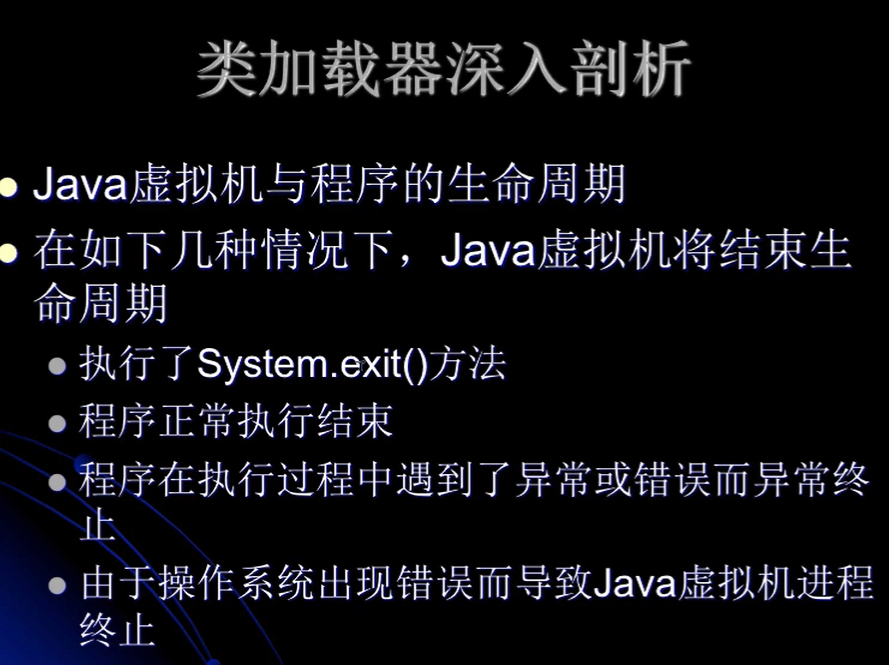 类加载器深入剖析
Java虚拟机与程序的生命周期
在如下几种情况下，Java虚拟机将结束生
命周期
执行了System.exit()方法
程序正常执行结束
程序在执行过程中遇到了异常或错误而异常终
止
由于操作系统出现错误而导致Java虚拟机进程
终止